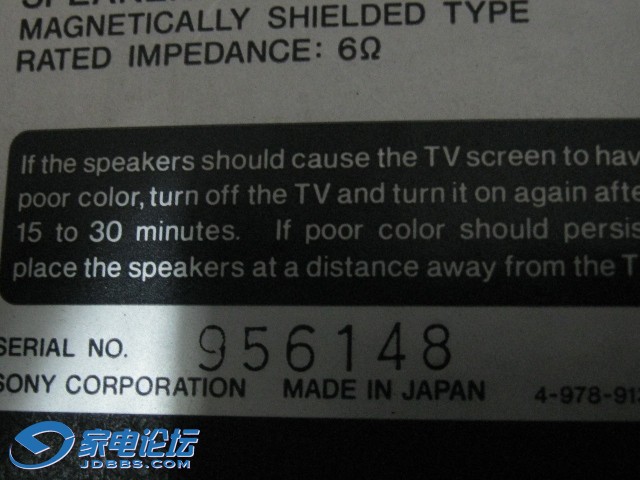 MAGNETICALLY SHIELDED TYPE
RATED IMPEDANCE: 6Ω
If the speakers should cause the TV screen to hav
poor color, turn off the TV and turn it on again afte
15 to 30 minutes. If poor color should persis
place the speakers at a distance away from the T
SERIAL NO. 956148
SONY CORPORATION MADE IN JAPAN 4-978-913
家电论坛
JDBBS.COM